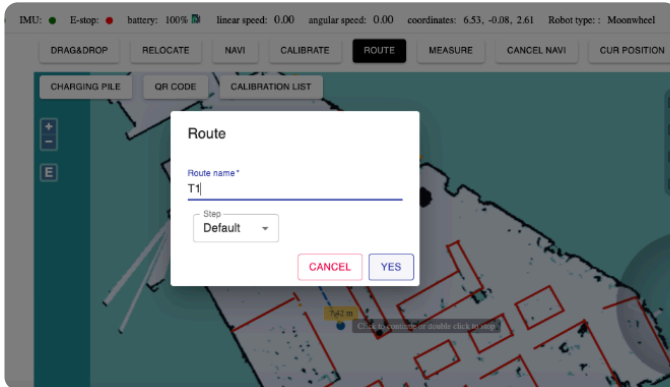 IMU: E-stop: battery: 100% linear speed: 0.00 angular speed: 0.00 coordinates: 6.53, -0.08, 2.61 Robot type: : Moonwheel
DRAG&DROP RELOCATE NAVI CALIBRATE ROUTE MEASURE CANCEL NAVI CUR POSITION
CHARGING PILE QR CODE CALIBRATION LIST
+
−
E
Route
Route name *
T1
Step
Default
CANCEL YES
7.42 m
Click to continue or double click to stop